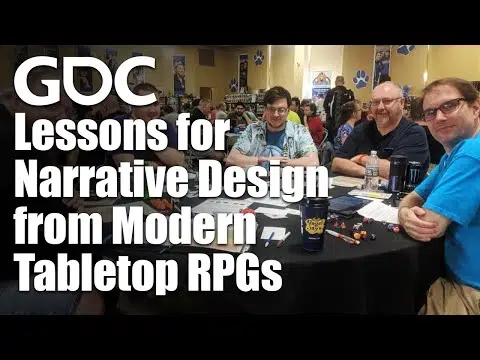 GDC
Lessons for
Narrative Design
from Modern
Tabletop RPGs